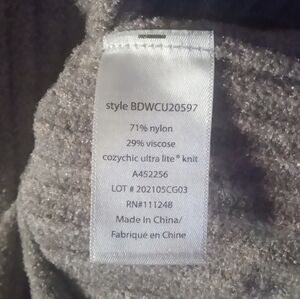 style BDWCU20597
71% nylon
29% viscose
cozychic ultra lite® knit
A452256
LOT # 202105CG03
RN#111248
Made In China/
Fabriqué en Chine